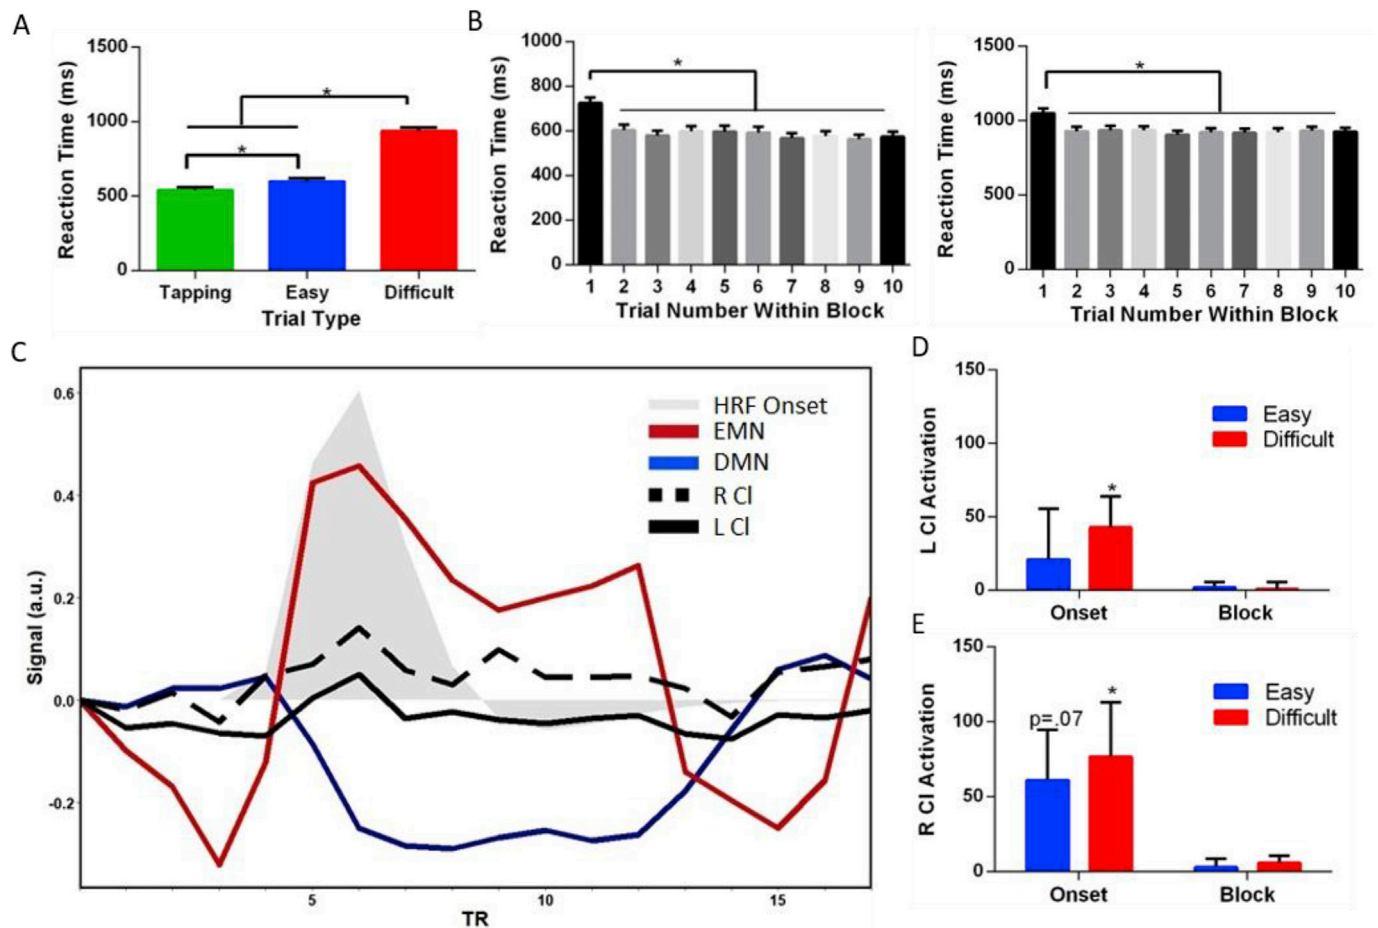 A
Reaction Time (ms)
1500
1000
500
0
*
*
Tapping Easy Difficult
Trial Type
B
Reaction Time (ms)
1000
800
600
400
200
0
*
1 2 3 4 5 6 7 8 9 10
Trial Number Within Block
Reaction Time (ms)
1500
1000
500
0
*
1 2 3 4 5 6 7 8 9 10
Trial Number Within Block
C
Signal (a.u.)
0.6
0.4
0.2
0.0
-0.2
HRF Onset
EMN
DMN
R Cl
L Cl
5 10 15
TR
D
L Cl Activation
150
100
50
0
Easy
Difficult
*
Onset Block
E
R Cl Activation
150
100
50
0
Easy
Difficult
p=.07
*
Onset Block